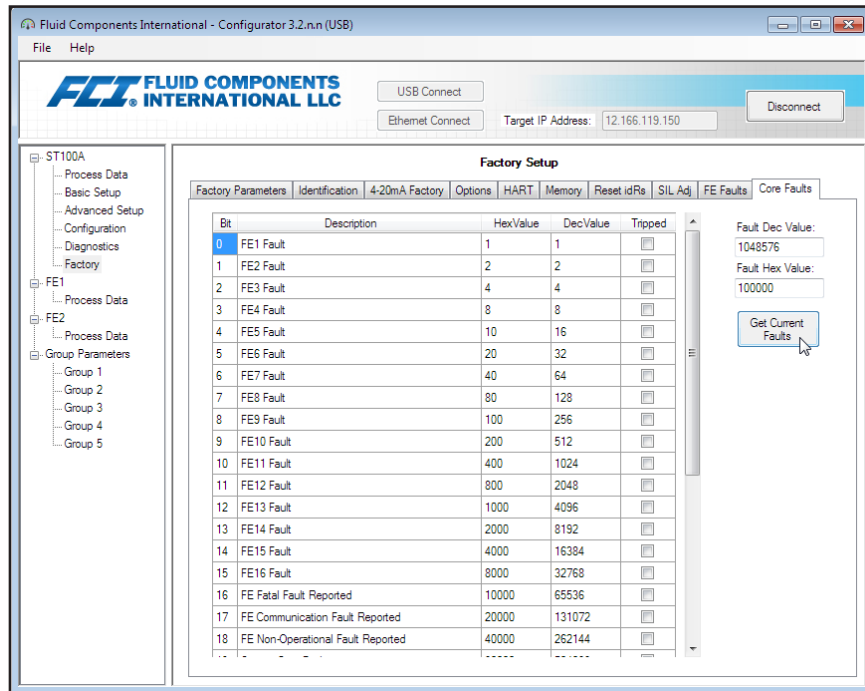 Fluid Components International - Configurator 3.2.n.n (USB)
File Help
FCI FLUID COMPONENTS
® INTERNATIONAL LLC
USB Connect
Ethernet Connect
Target IP Address: 12.166.119.150
Disconnect
ST100A
Process Data
Basic Setup
Advanced Setup
Configuration
Diagnostics
Factory
FE1
Process Data
FE2
Process Data
Group Parameters
Group 1
Group 2
Group 3
Group 4
Group 5
Factory Setup
Factory Parameters Identification 4-20mA Factory Options HART Memory Reset idRs SIL Adj FE Faults Core Faults
Bit Description HexValue DecValue Tripped
0 FE1 Fault 1 1
1 FE2 Fault 2 2
2 FE3 Fault 4 4
3 FE4 Fault 8 8
4 FE5 Fault 10 16
5 FE6 Fault 20 32
6 FE7 Fault 40 64
7 FE8 Fault 80 128
8 FE9 Fault 100 256
9 FE10 Fault 200 512
10 FE11 Fault 400 1024
11 FE12 Fault 800 2048
12 FE13 Fault 1000 4096
13 FE14 Fault 2000 8192
14 FE15 Fault 4000 16384
15 FE16 Fault 8000 32768
16 FE Fatal Fault Reported 10000 65536
17 FE Communication Fault Reported 20000 131072
18 FE Non-Operational Fault Reported 40000 262144
Fault Dec Value:
1048576
Fault Hex Value:
100000
Get Current
Faults